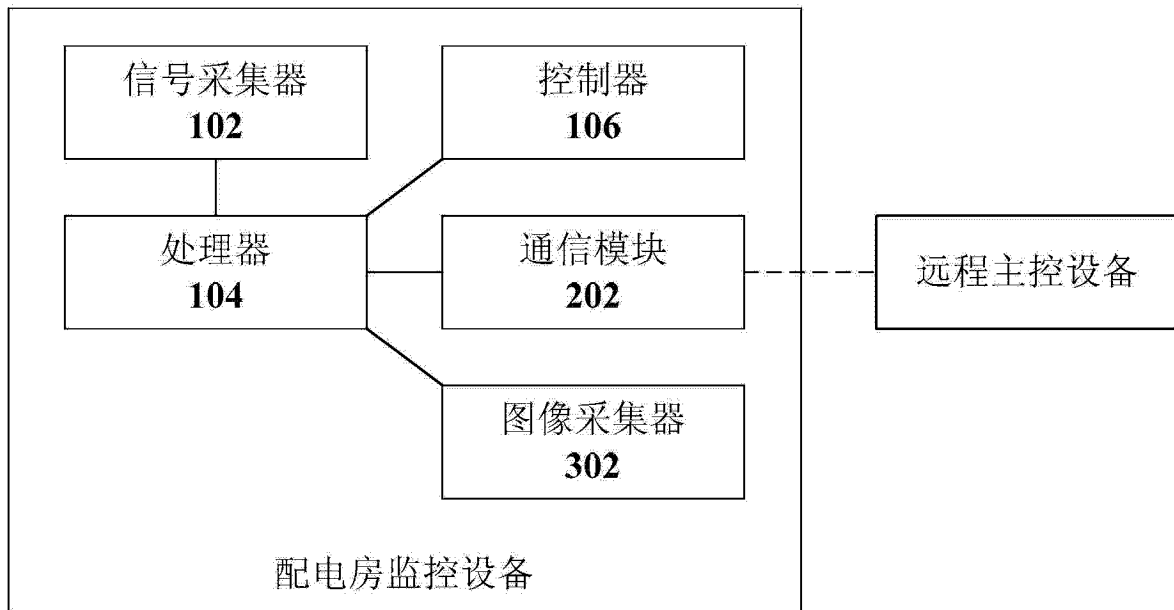 信号采集器
102
控制器
106
处理器
104
通信模块
202
远程主控设备
图像采集器
302
配电房监控设备